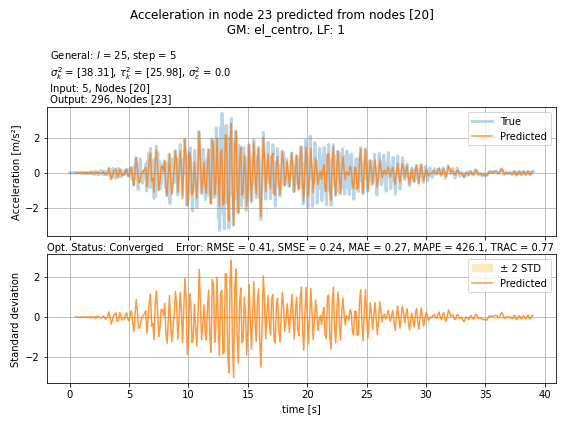 Acceleration in node 23 predicted from nodes [20]
GM: el_centro, LF: 1
General: l = 25, step = 5
σ²ₖ = [38.31], τ²ₖ = [25.98], σ²ε = 0.0
Input: 5, Nodes [20]
Output: 296, Nodes [23]
Acceleration [m/s²]
2
0
−2
True
Predicted
Opt. Status: Converged Error: RMSE = 0.41, SMSE = 0.24, MAE = 0.27, MAPE = 426.1, TRAC = 0.77
Standard deviation
2
0
−2
± 2 STD
Predicted
0 5 10 15 20 25 30 35 40
time [s]